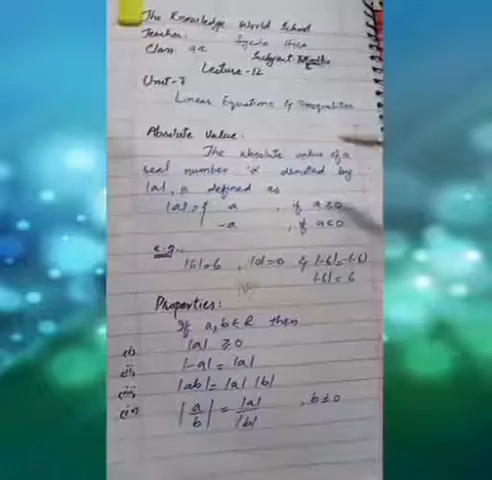 The Knowledge World School
Teacher: Syeda Hira
Class 9th Subject: Maths
Lecture-12
Unit-7
Linear Equations & Inequalities
Absolute Value:
The absolute value of a
real number 'a' denoted by
|a|, is defined as
|a| = { a , if a ≥ 0
-a , if a < 0
e.g.,
|6| = 6 , |0| = 0 & |-6| = -(-6)
|-6| = 6
Properties:
If a, b ∈ R then
(i) |a| ≥ 0
(ii) |-a| = |a|
(iii) |ab| = |a| |b|
(iv) |a/b| = |a|/|b| , b ≠ 0